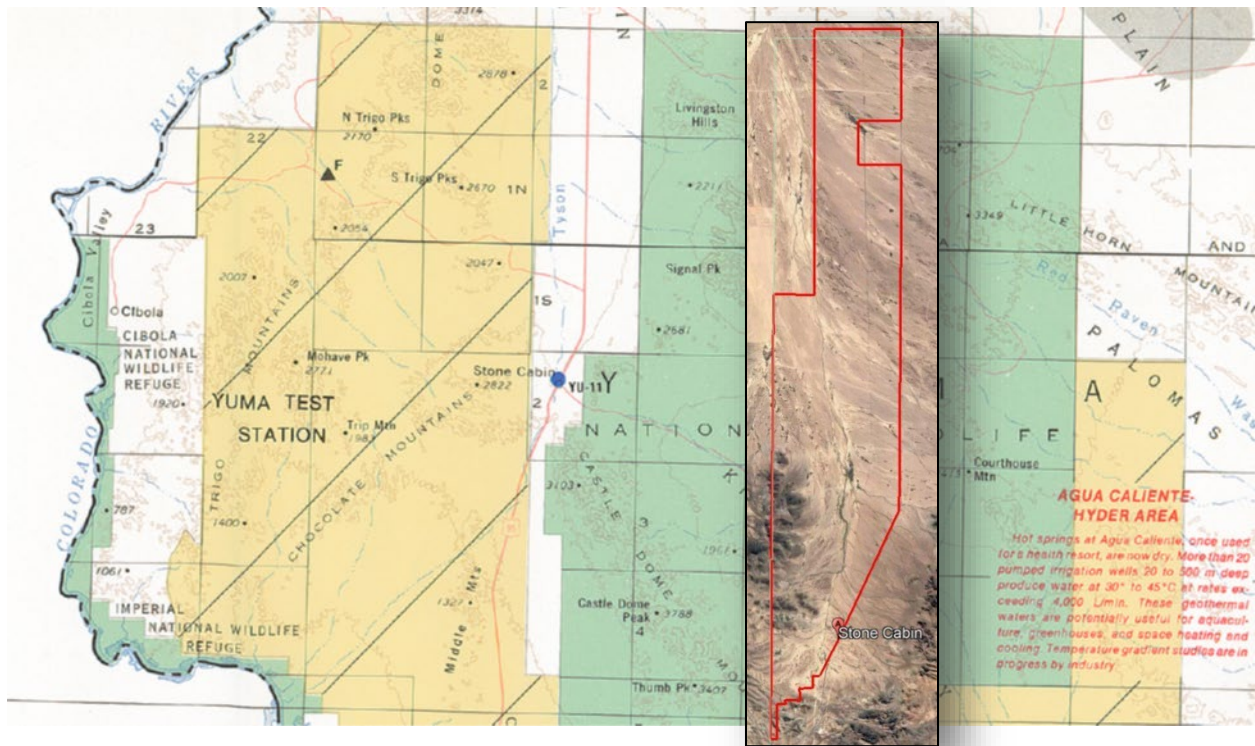 3314
PLAIN
RIVER
DOME
2878
2
N
N Trigo Pks
2170
22
Livingston
Hills
F
S Trigo Pks
2670
1N
2211
Valley
23
2054
Tyson
3349
LITTLE HORN
AND
MOUNTAIN
2007
2047
Signal Pk
Red
Raven
Cibola
MOUNTAINS
1S
Cibola
CIBOLA
NATIONAL
WILDLIFE
REFUGE
2681
PALOMAS
Mohave Pk
2771
Stone Cabin
2822
YU-11
Y
A
1920
YUMA TEST
STATION
2
Trip Mtn
MOUNTAINS
NATION
LIFE
K
Courthouse
Mtn
COLORADO
TRIGO
3103
CASTLE
787
1400
CHOCOLATE
3
DOME
AGUA CALIENTE-
HYDER AREA
Hot springs at Agua Caliente, once used
for a health resort, are now dry. More than 20
pumped irrigation wells 20 to 500 m deep
produce water at 30° to 45°C at rates ex-
ceeding 4,000 L/min. These geothermal
waters are potentially useful for aquacul-
ture, greenhouses, and space heating and
cooling. Temperature gradient studies are in
progress by industry.
1061
Middle Mts
1327
Castle Dome
Peak
3788
4
Stone Cabin
IMPERIAL
NATIONAL WILDLIFE
REFUGE
Thumb Pk
3407